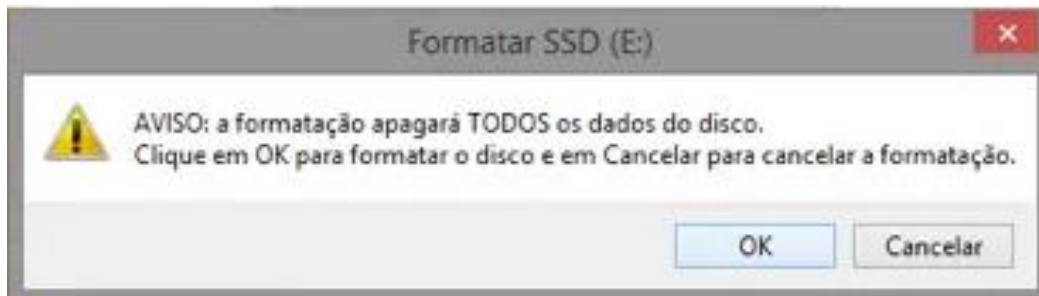 Formatar SSD (E:)
AVISO: a formatação apagará TODOS os dados do disco.
Clique em OK para formatar o disco e em Cancelar para cancelar a formatação.
OK
Cancelar